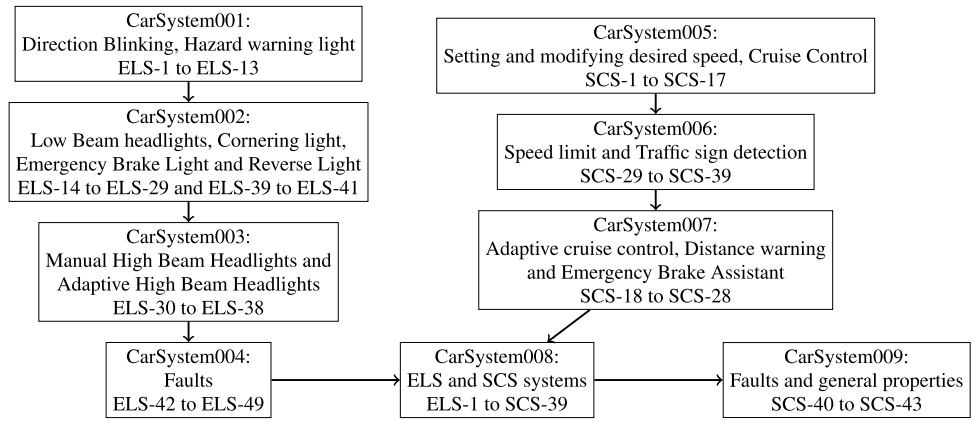 CarSystem001:
Direction Blinking, Hazard warning light
ELS-1 to ELS-13
CarSystem002:
Low Beam headlights, Cornering light,
Emergency Brake Light and Reverse Light
ELS-14 to ELS-29 and ELS-39 to ELS-41
CarSystem003:
Manual High Beam Headlights and
Adaptive High Beam Headlights
ELS-30 to ELS-38
CarSystem004:
Faults
ELS-42 to ELS-49
CarSystem005:
Setting and modifying desired speed, Cruise Control
SCS-1 to SCS-17
CarSystem006:
Speed limit and Traffic sign detection
SCS-29 to SCS-39
CarSystem007:
Adaptive cruise control, Distance warning
and Emergency Brake Assistant
SCS-18 to SCS-28
CarSystem008:
ELS and SCS systems
ELS-1 to SCS-39
CarSystem009:
Faults and general properties
SCS-40 to SCS-43